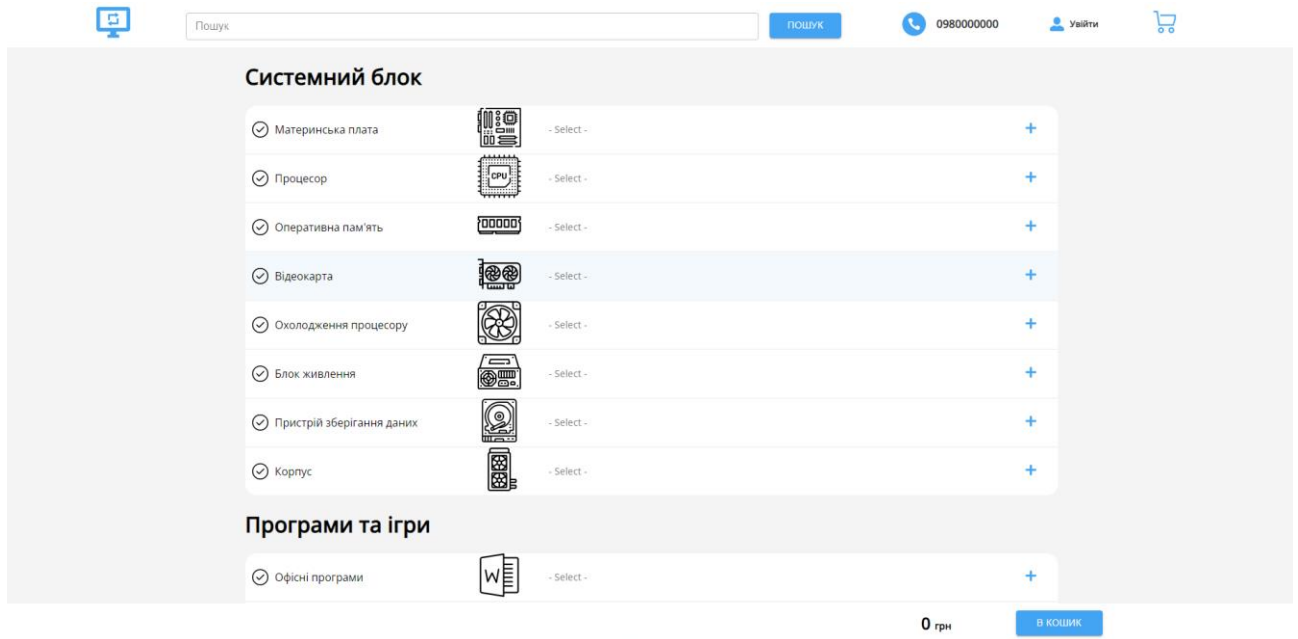 Пошук ПОШУК 0980000000 Увійти
Системний блок
Материнська плата - Select - +
Процесор CPU - Select - +
Оперативна пам'ять - Select - +
Відеокарта - Select - +
Охолодження процесору - Select - +
Блок живлення - Select - +
Пристрій зберігання даних - Select - +
Корпус - Select - +
Програми та ігри
Офісні програми W - Select - +
0 грн В КОШИК